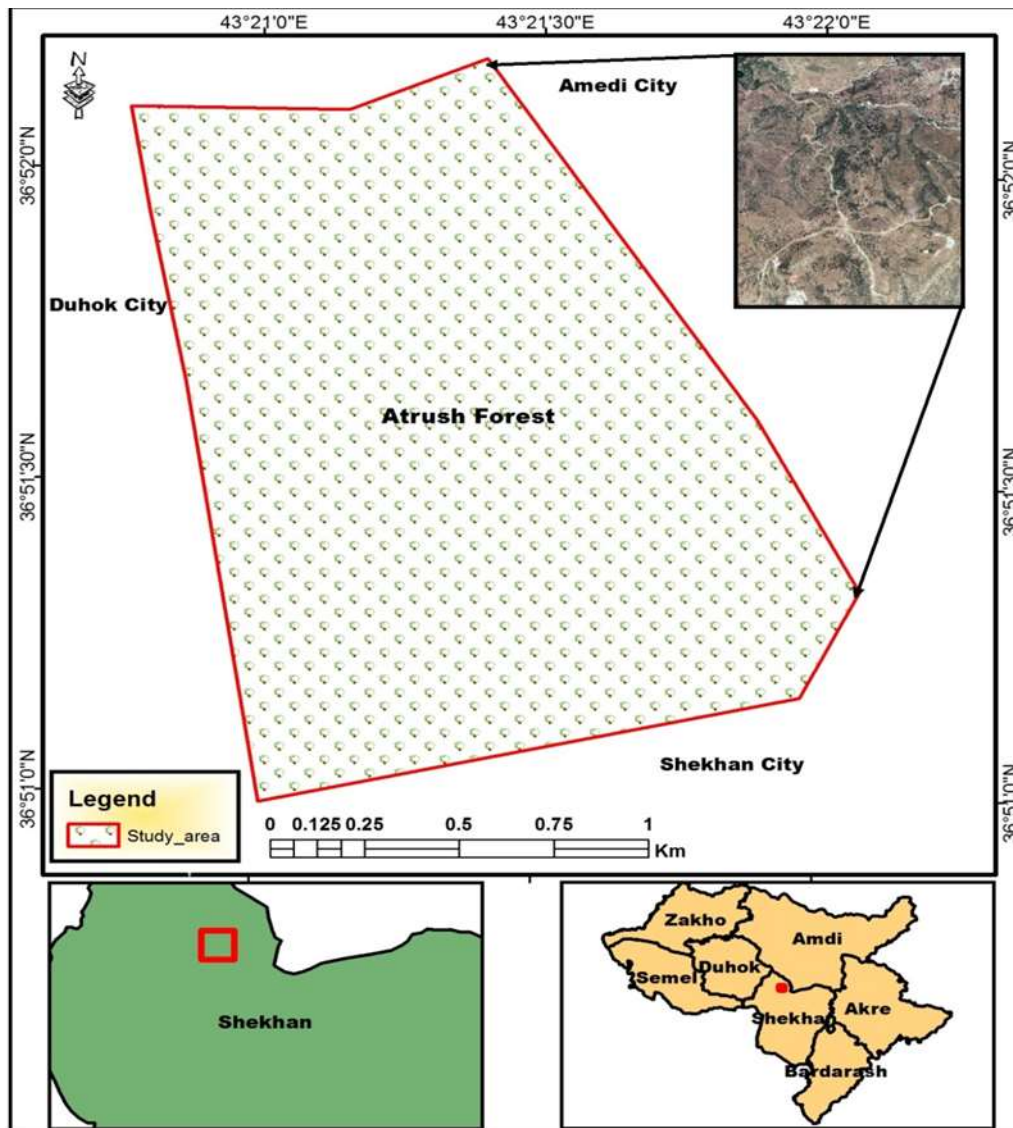 43°21'0"E
43°21'30"E
43°22'0"E
N
Amedi City
36°52'0"N
36°52'0"N
Duhok City
Atrush Forest
36°51'30"N
36°51'30"N
Shekhan City
36°51'0"N
36°51'0"N
Legend
Study_area
0 0.125 0.25 0.5 0.75 1
Km
Shekhan
Zakho
Amdi
Duhok
Semel
Akre
Shekhan
Bardarash